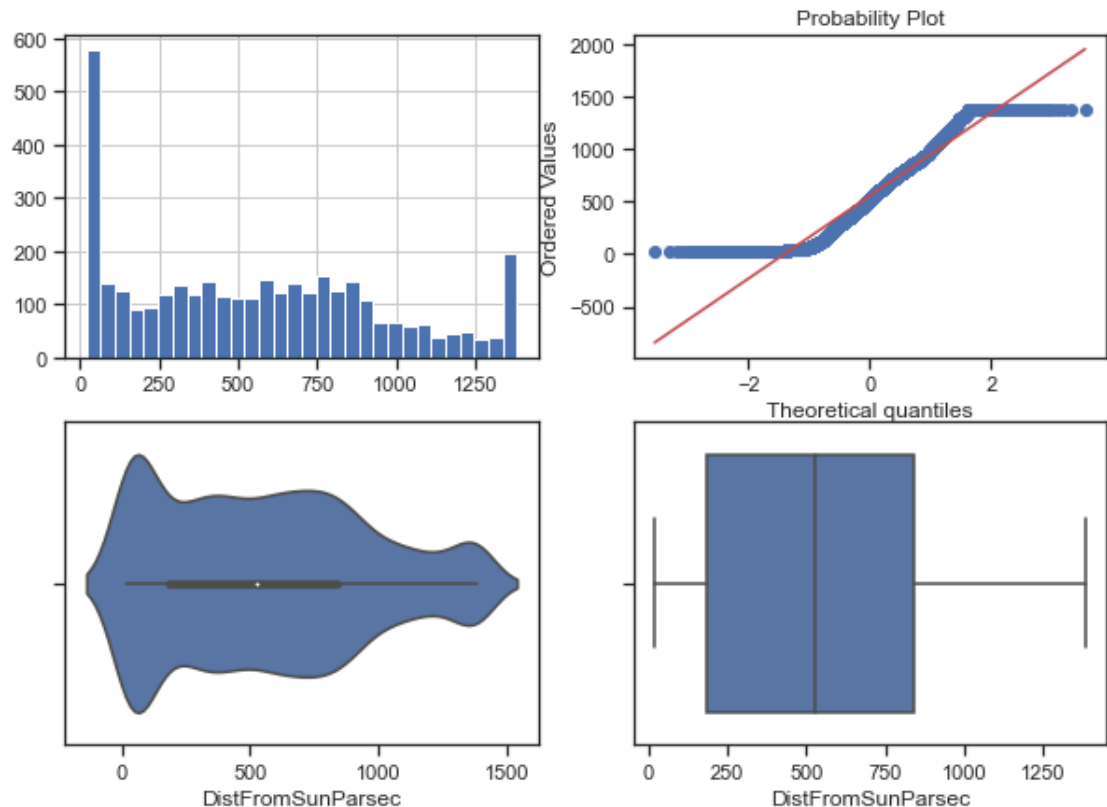 Probability Plot
600
500
400
300
200
100
0
0 250 500 750 1000 1250
Ordered Values
2000
1500
1000
500
0
−500
−2 0 2
Theoretical quantiles
0 500 1000 1500
DistFromSunParsec
0 250 500 750 1000 1250
DistFromSunParsec